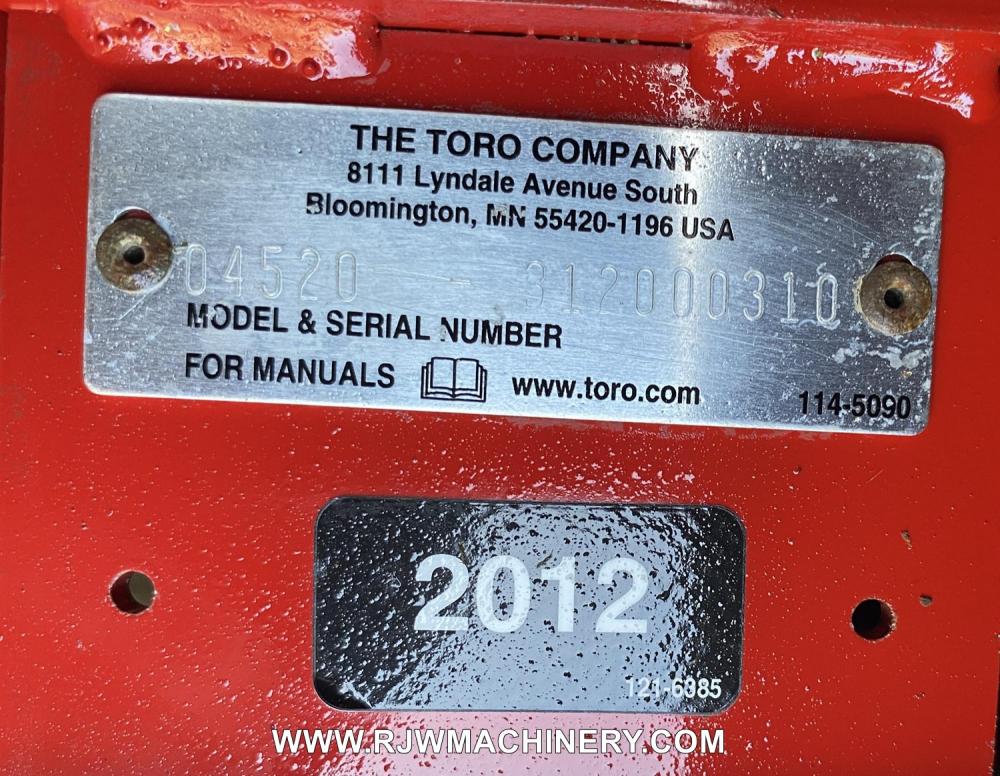 THE TORO COMPANY
8111 Lyndale Avenue South
Bloomington, MN 55420-1196 USA
04520 - 312000310
MODEL & SERIAL NUMBER
FOR MANUALS www.toro.com
114-5090
2012
121-6085
WWW.RJWMACHINERY.COM